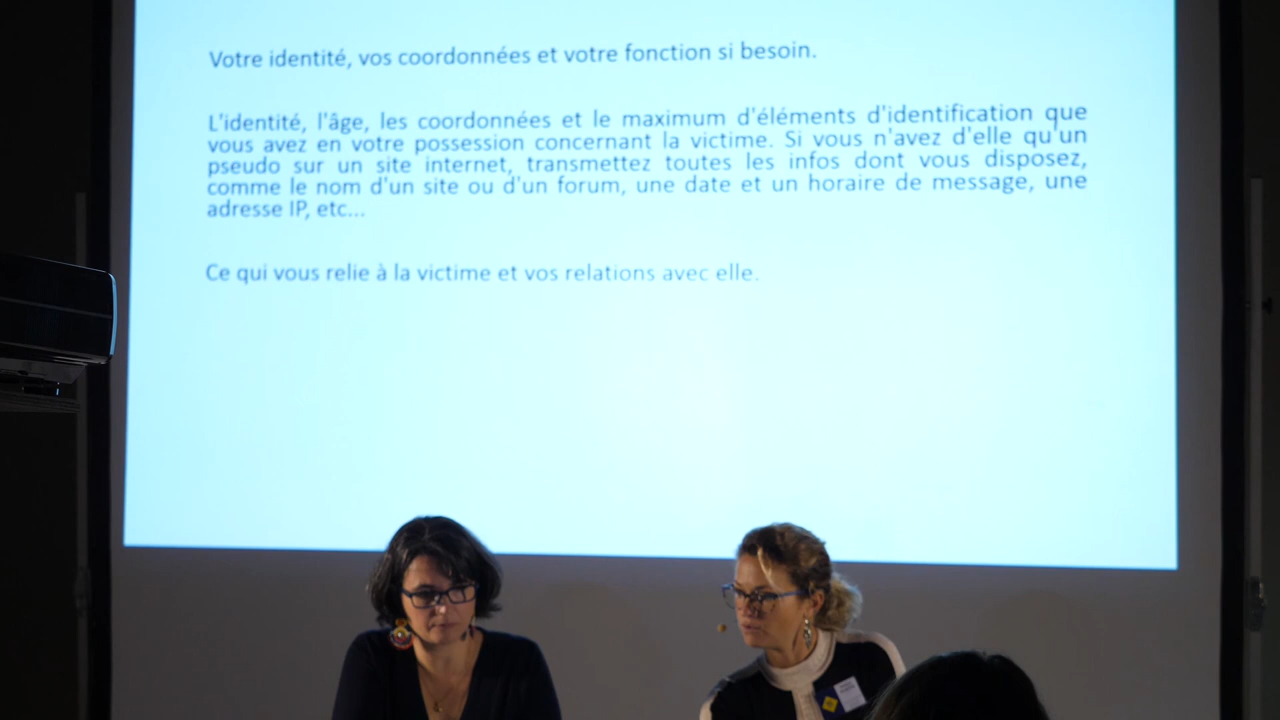 Votre identité, vos coordonnées et votre fonction si besoin.
L'identité, l'âge, les coordonnées et le maximum d'éléments d'identification que
vous avez en votre possession concernant la victime. Si vous n'avez d'elle qu'un
pseudo sur un site internet, transmettez toutes les infos dont vous disposez,
comme le nom d'un site ou d'un forum, une date et un horaire de message, une
adresse IP, etc...
Ce qui vous relie à la victime et vos relations avec elle.